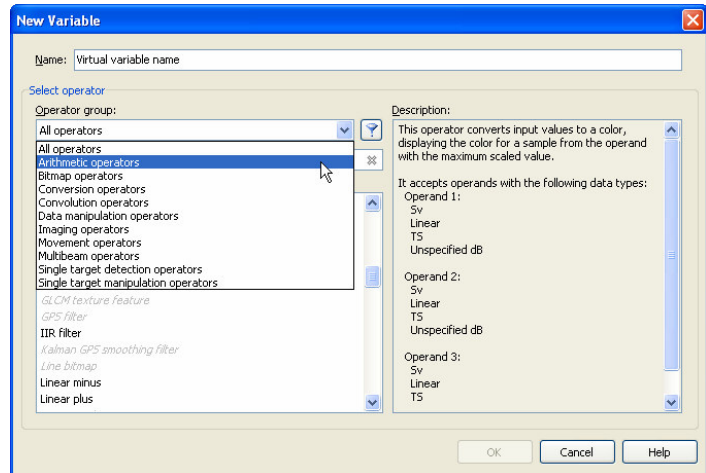 New Variable
Name: Virtual variable name
Select operator
Operator group:
All operators
All operators
Arithmetic operators
Bitmap operators
Conversion operators
Convolution operators
Data manipulation operators
Imaging operators
Movement operators
Multibeam operators
Single target detection operators
Single target manipulation operators
GLCM texture feature
GPS filter
IIR filter
Kalman GPS smoothing filter
Line bitmap
Linear minus
Linear plus
Description:
This operator converts input values to a color,
displaying the color for a sample from the operand
with the maximum scaled value.
It accepts operands with the following data types:
Operand 1:
Sv
Linear
TS
Unspecified dB
Operand 2:
Sv
Linear
TS
Unspecified dB
Operand 3:
Sv
Linear
TS
OK Cancel Help